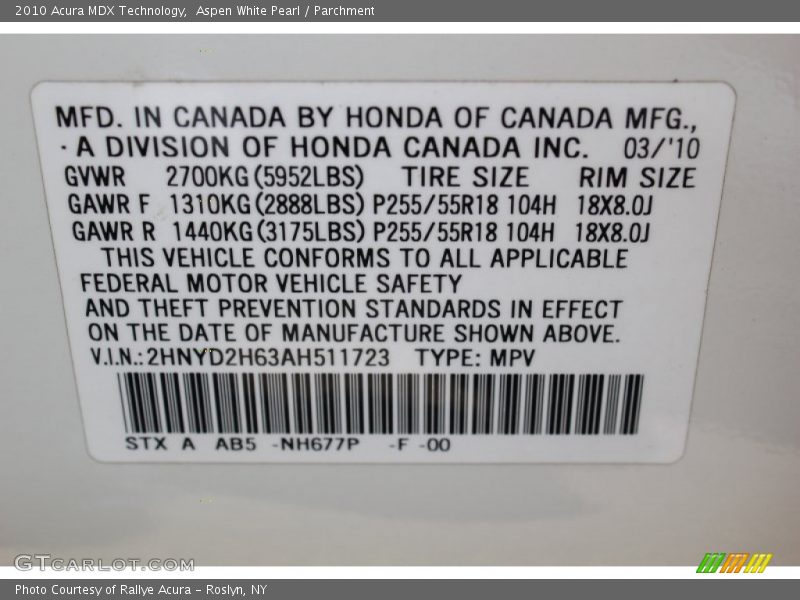 2010 Acura MDX Technology, Aspen White Pearl / Parchment
MFD. IN CANADA BY HONDA OF CANADA MFG.,
· A DIVISION OF HONDA CANADA INC. 03/'10
GVWR 2700KG(5952LBS) TIRE SIZE RIM SIZE
GAWR F 1310KG(2888LBS) P255/55R18 104H 18X8.0J
GAWR R 1440KG(3175LBS) P255/55R18 104H 18X8.0J
THIS VEHICLE CONFORMS TO ALL APPLICABLE
FEDERAL MOTOR VEHICLE SAFETY
AND THEFT PREVENTION STANDARDS IN EFFECT
ON THE DATE OF MANUFACTURE SHOWN ABOVE.
V.I.N.: 2HNYD2H63AH511723 TYPE: MPV
STX A AB5 -NH677P -F -00
GTCARLOT.COM
Photo Courtesy of Rallye Acura - Roslyn, NY